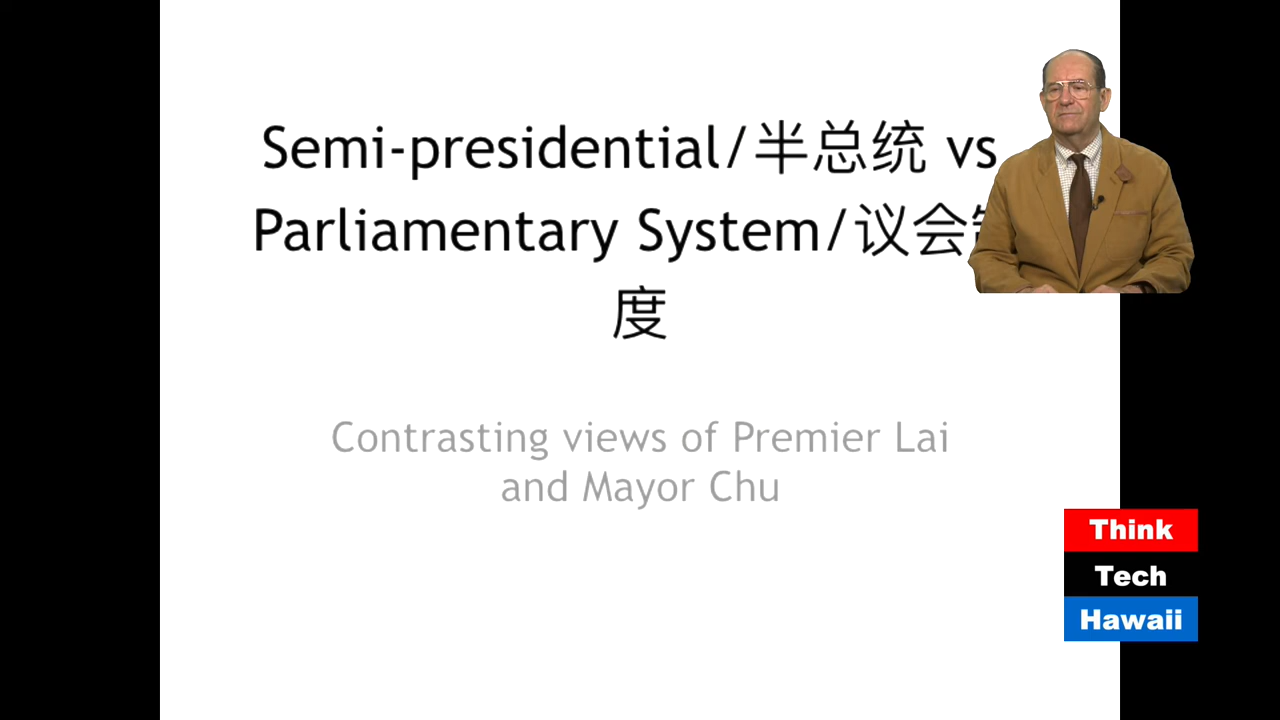 Semi-presidential/半总统 vs
Parliamentary System/议会制
度
Contrasting views of Premier Lai
and Mayor Chu
Think
Tech
Hawaii